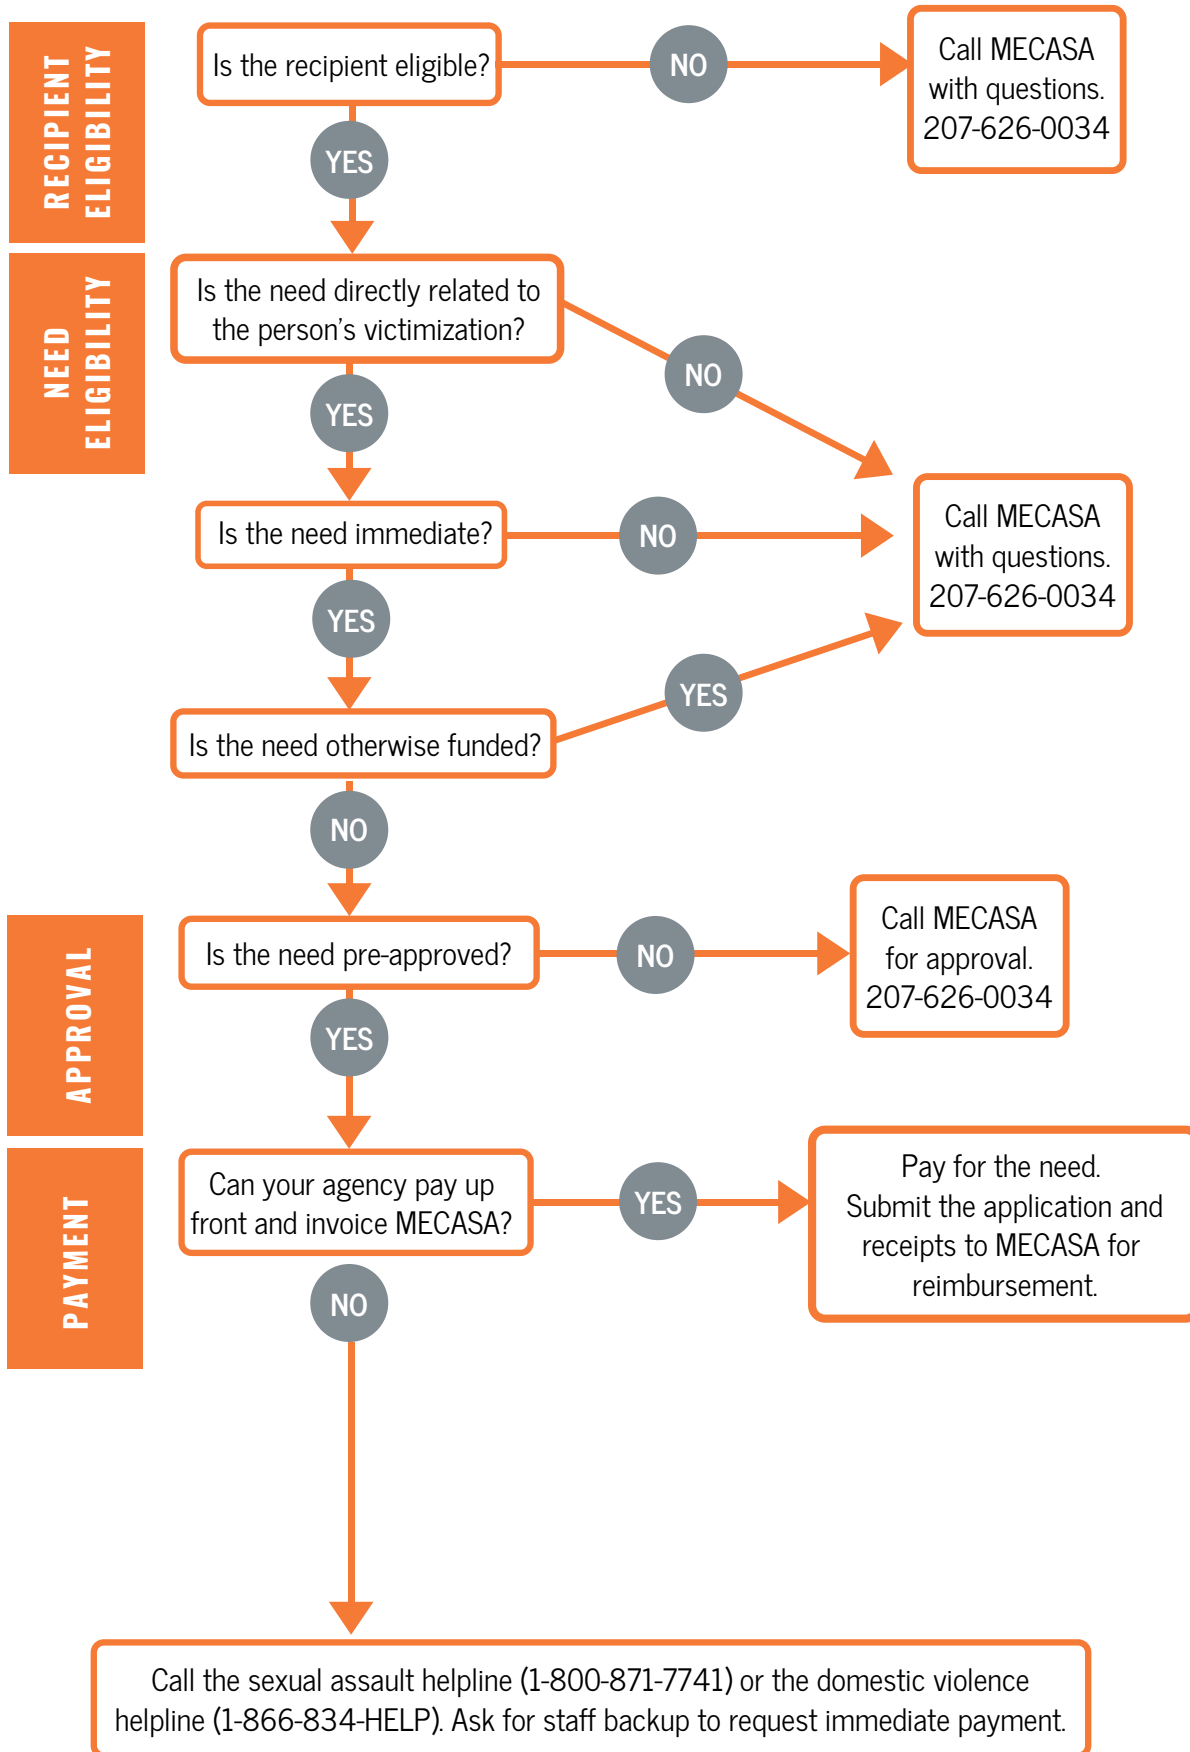 RECIPIENT
ELIGIBILITY
Is the recipient eligible?
NO
Call MECASA
with questions.
207-626-0034
YES
NEED
ELIGIBILITY
Is the need directly related to
the person's victimization?
NO
YES
Is the need immediate?
NO
Call MECASA
with questions.
207-626-0034
YES
Is the need otherwise funded?
YES
NO
APPROVAL
Is the need pre-approved?
NO
Call MECASA
for approval.
207-626-0034
YES
PAYMENT
Can your agency pay up
front and invoice MECASA?
YES
Pay for the need.
Submit the application and
receipts to MECASA for
reimbursement.
NO
Call the sexual assault helpline (1-800-871-7741) or the domestic violence
helpline (1-866-834-HELP). Ask for staff backup to request immediate payment.